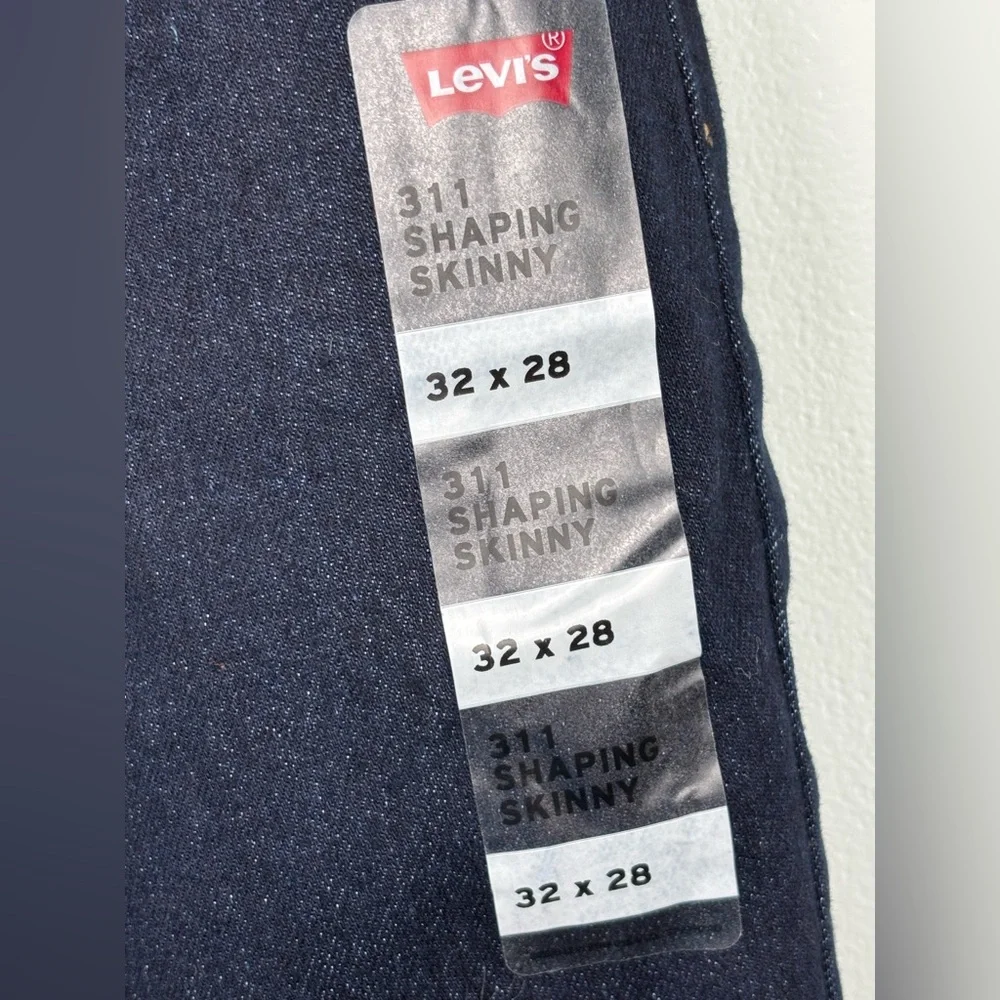 LEVI'S®
311
SHAPING
SKINNY
32 x 28
311
SHAPING
SKINNY
32 x 28
311
SHAPING
SKINNY
32 x 28